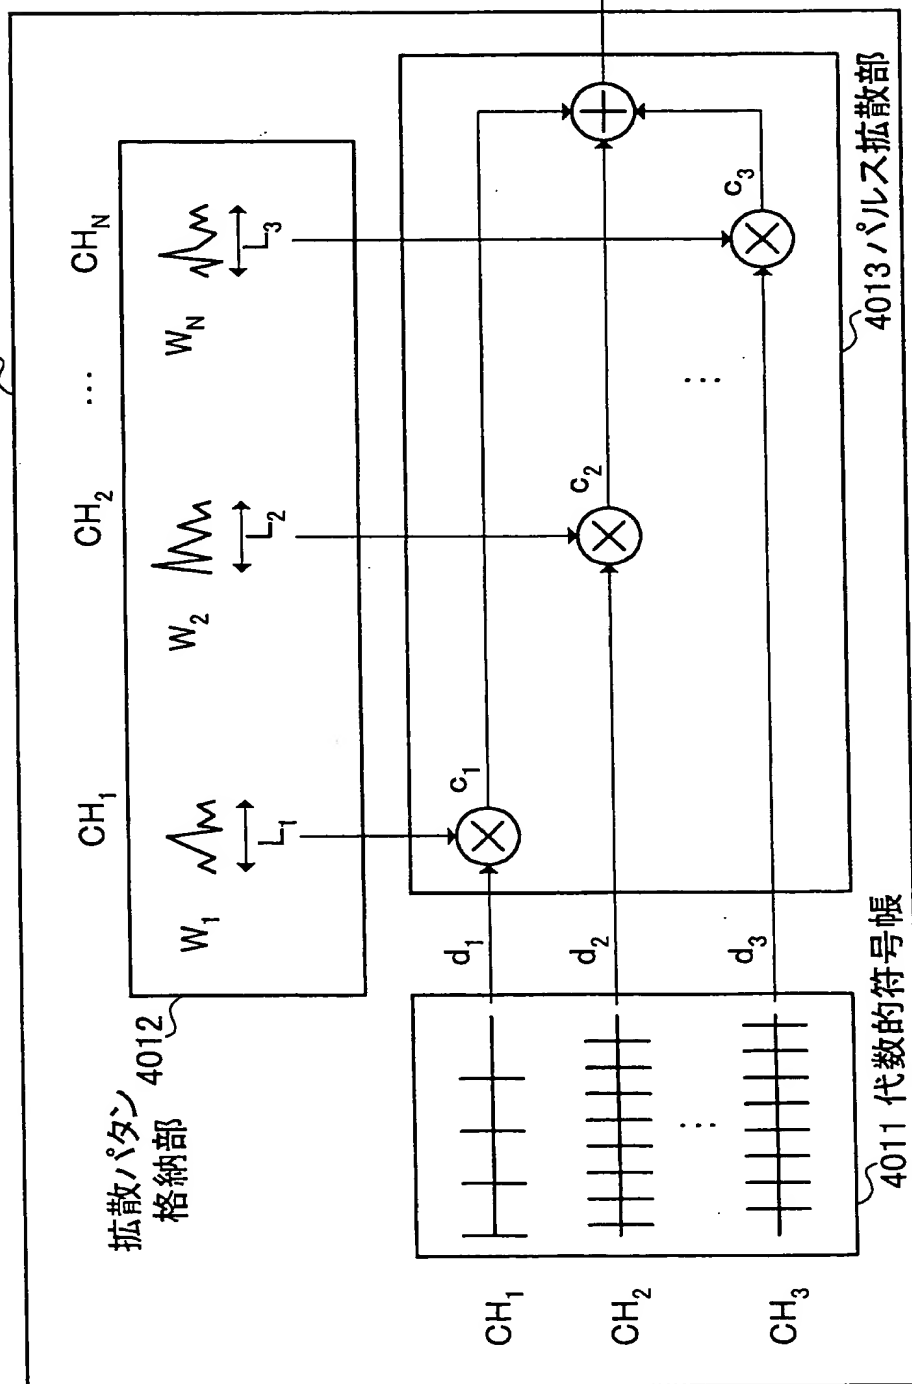 拡散パタン
格納部 4012
CH₁ CH₂ … CH_N
W₁ W₂ W_N
L₁ L₂ L₃
CH₁ d₁ c₁
CH₂ d₂ c₂
… …
CH₃ d₃ c₃
4011 代数的符号帳
4013 パルス拡散部